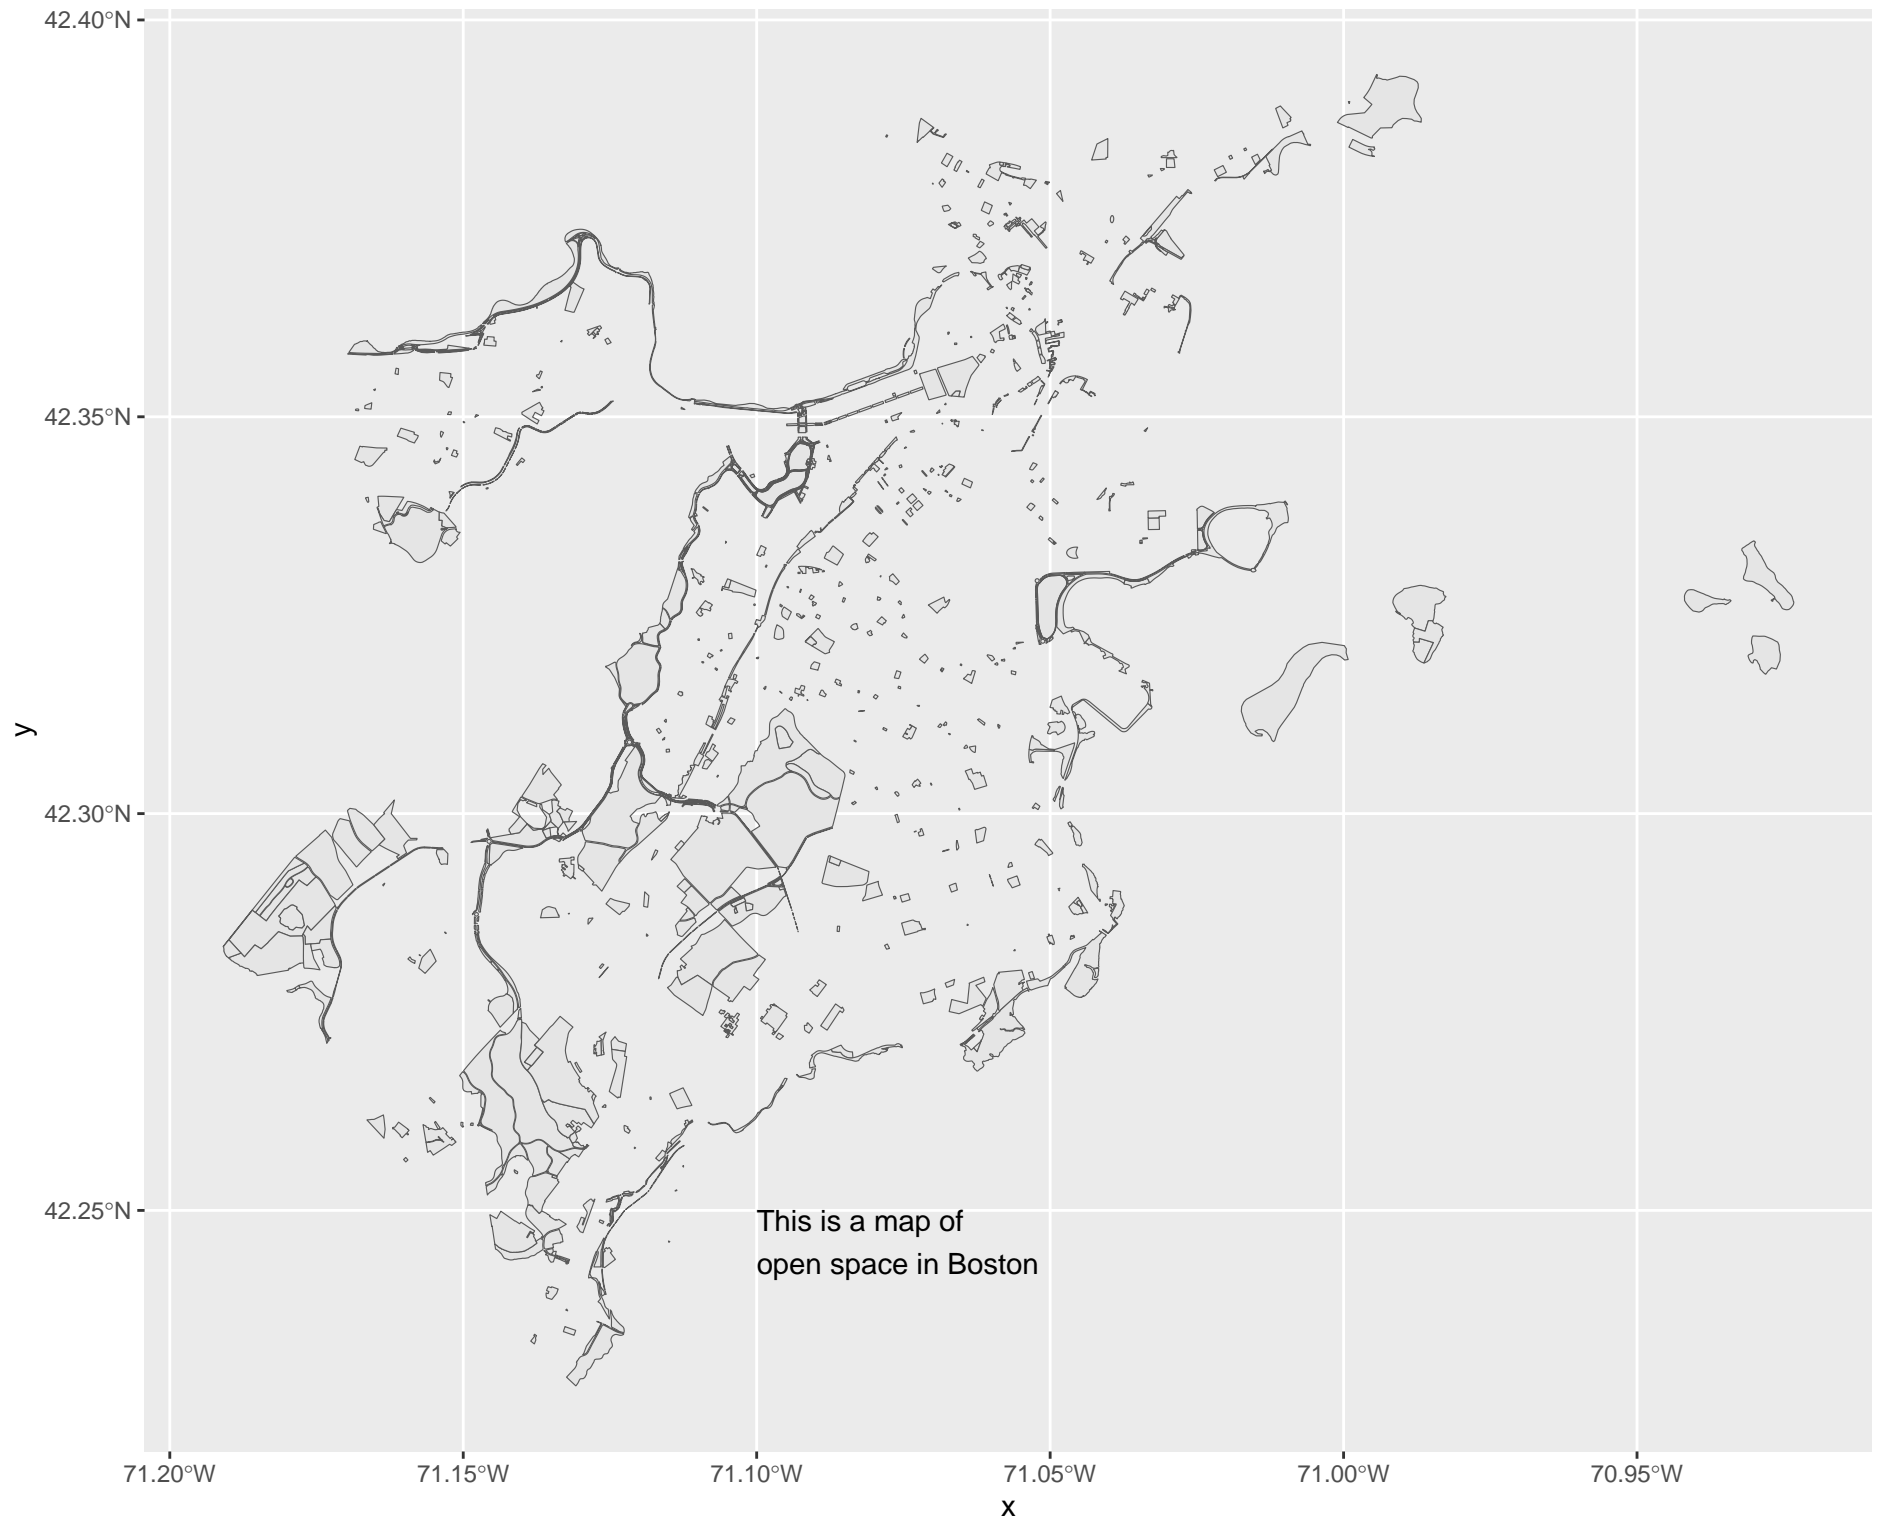 42.40°N
42.35°N
42.30°N
42.25°N
y
This is a map of
open space in Boston
71.20°W 71.15°W 71.10°W 71.05°W 71.00°W 70.95°W
x